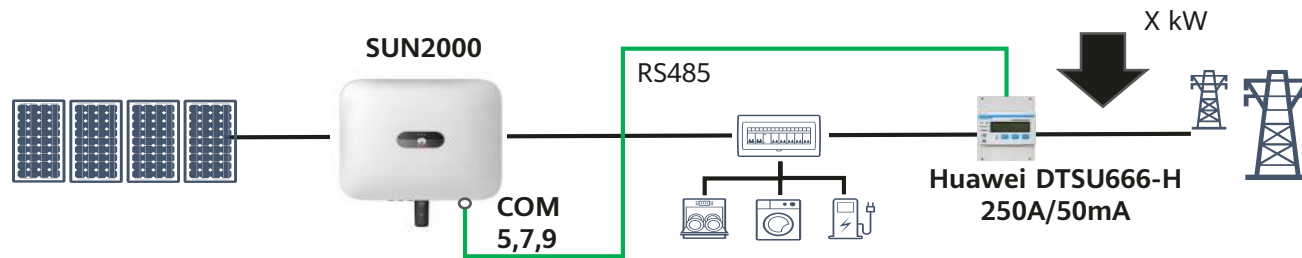 X kW
SUN2000
RS485
Huawei DTSU666-H
250A/50mA
COM
5,7,9